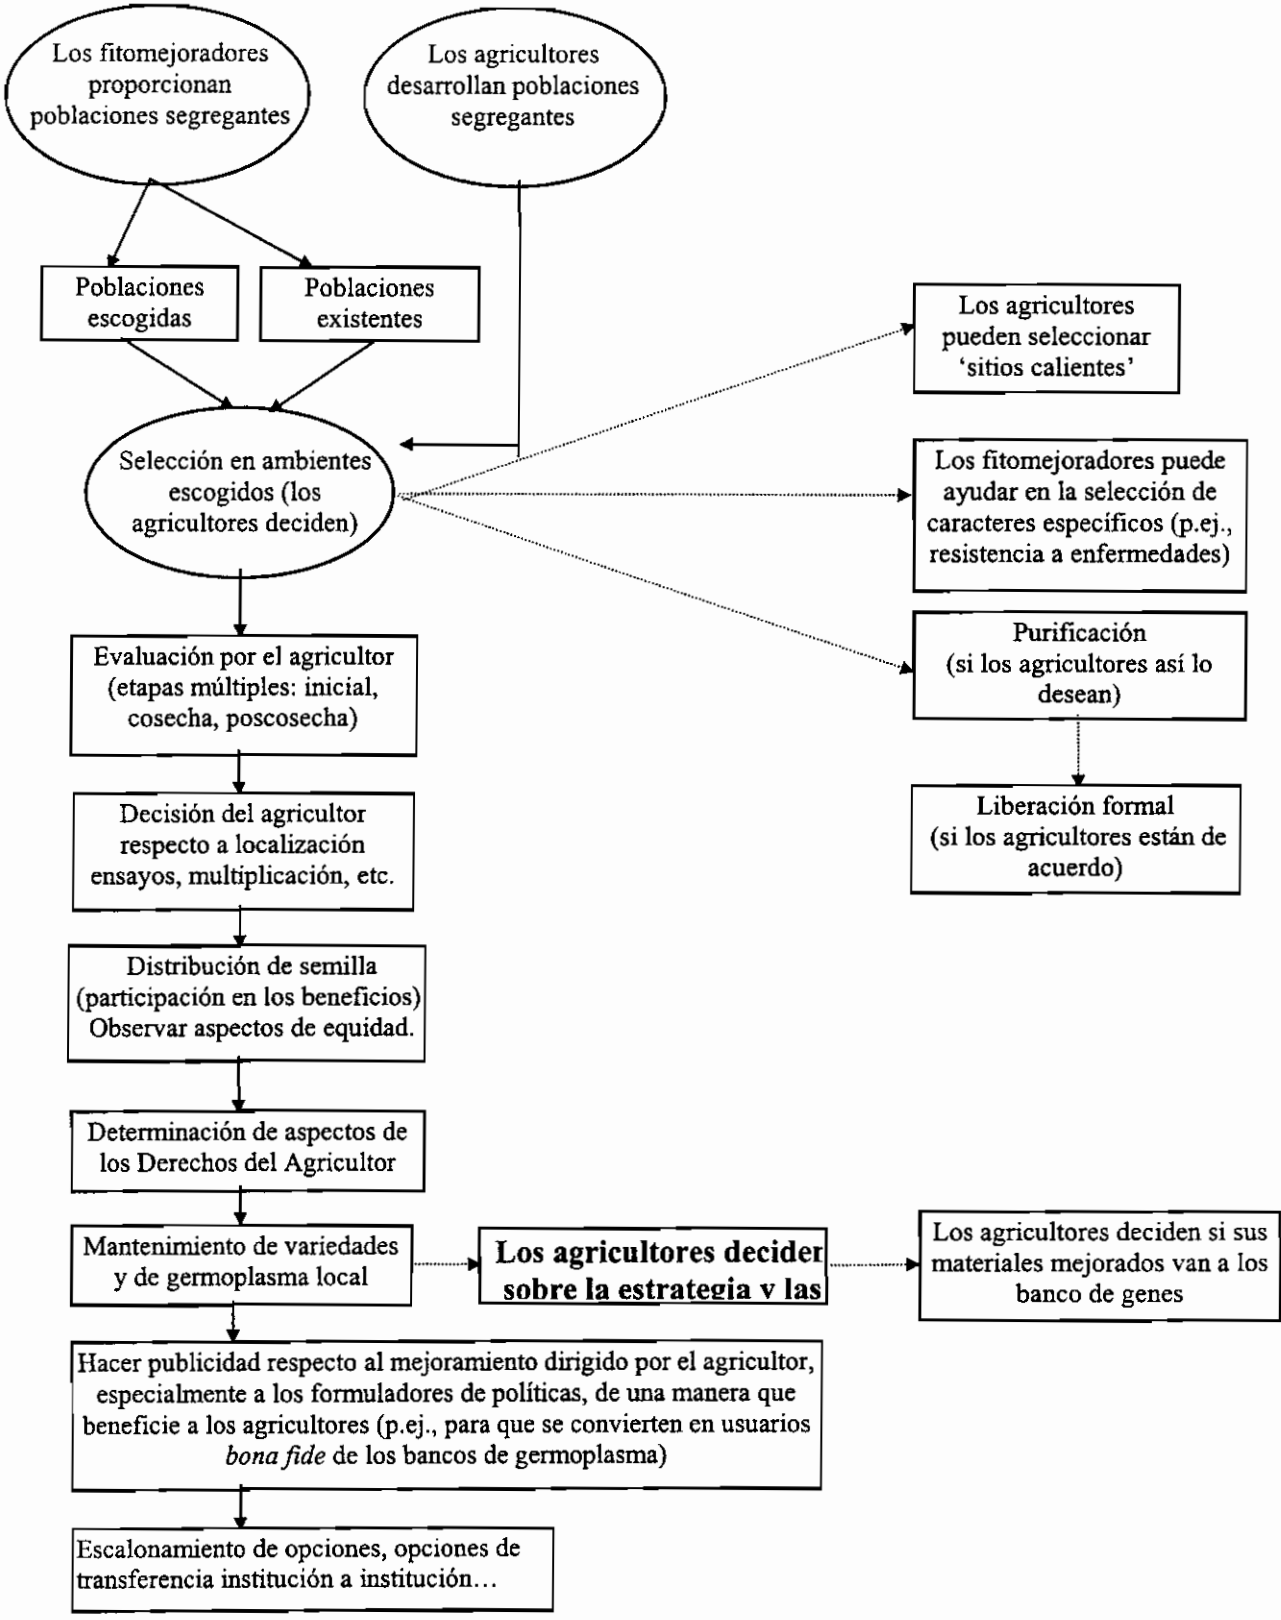 Los fitomejoradores
proporcionan
poblaciones segregantes
Los agricultores
desarrollan poblaciones
segregantes
Poblaciones
escogidas
Poblaciones
existentes
Los agricultores
pueden seleccionar
‘sitios calientes’
Selección en ambientes
escogidos (los
agricultores deciden)
Los fitomejoradores puede
ayudar en la selección de
caracteres específicos (p.ej.,
resistencia a enfermedades)
Purificación
(si los agricultores así lo
desean)
Liberación formal
(si los agricultores están de
acuerdo)
Evaluación por el agricultor
(etapas múltiples: inicial,
cosecha, poscosecha)
Decisión del agricultor
respecto a localización
ensayos, multiplicación, etc.
Distribución de semilla
(participación en los beneficios)
Observar aspectos de equidad.
Determinación de aspectos de
los Derechos del Agricultor
Mantenimiento de variedades
y de germoplasma local
Los agricultores decider
sobre la estrategia y las
Los agricultores deciden si sus
materiales mejorados van a los
banco de genes
Hacer publicidad respecto al mejoramiento dirigido por el agricultor,
especialmente a los formuladores de políticas, de una manera que
beneficie a los agricultores (p.ej., para que se convierten en usuarios
bona fide de los bancos de germoplasma)
Escalonamiento de opciones, opciones de
transferencia institución a institución…